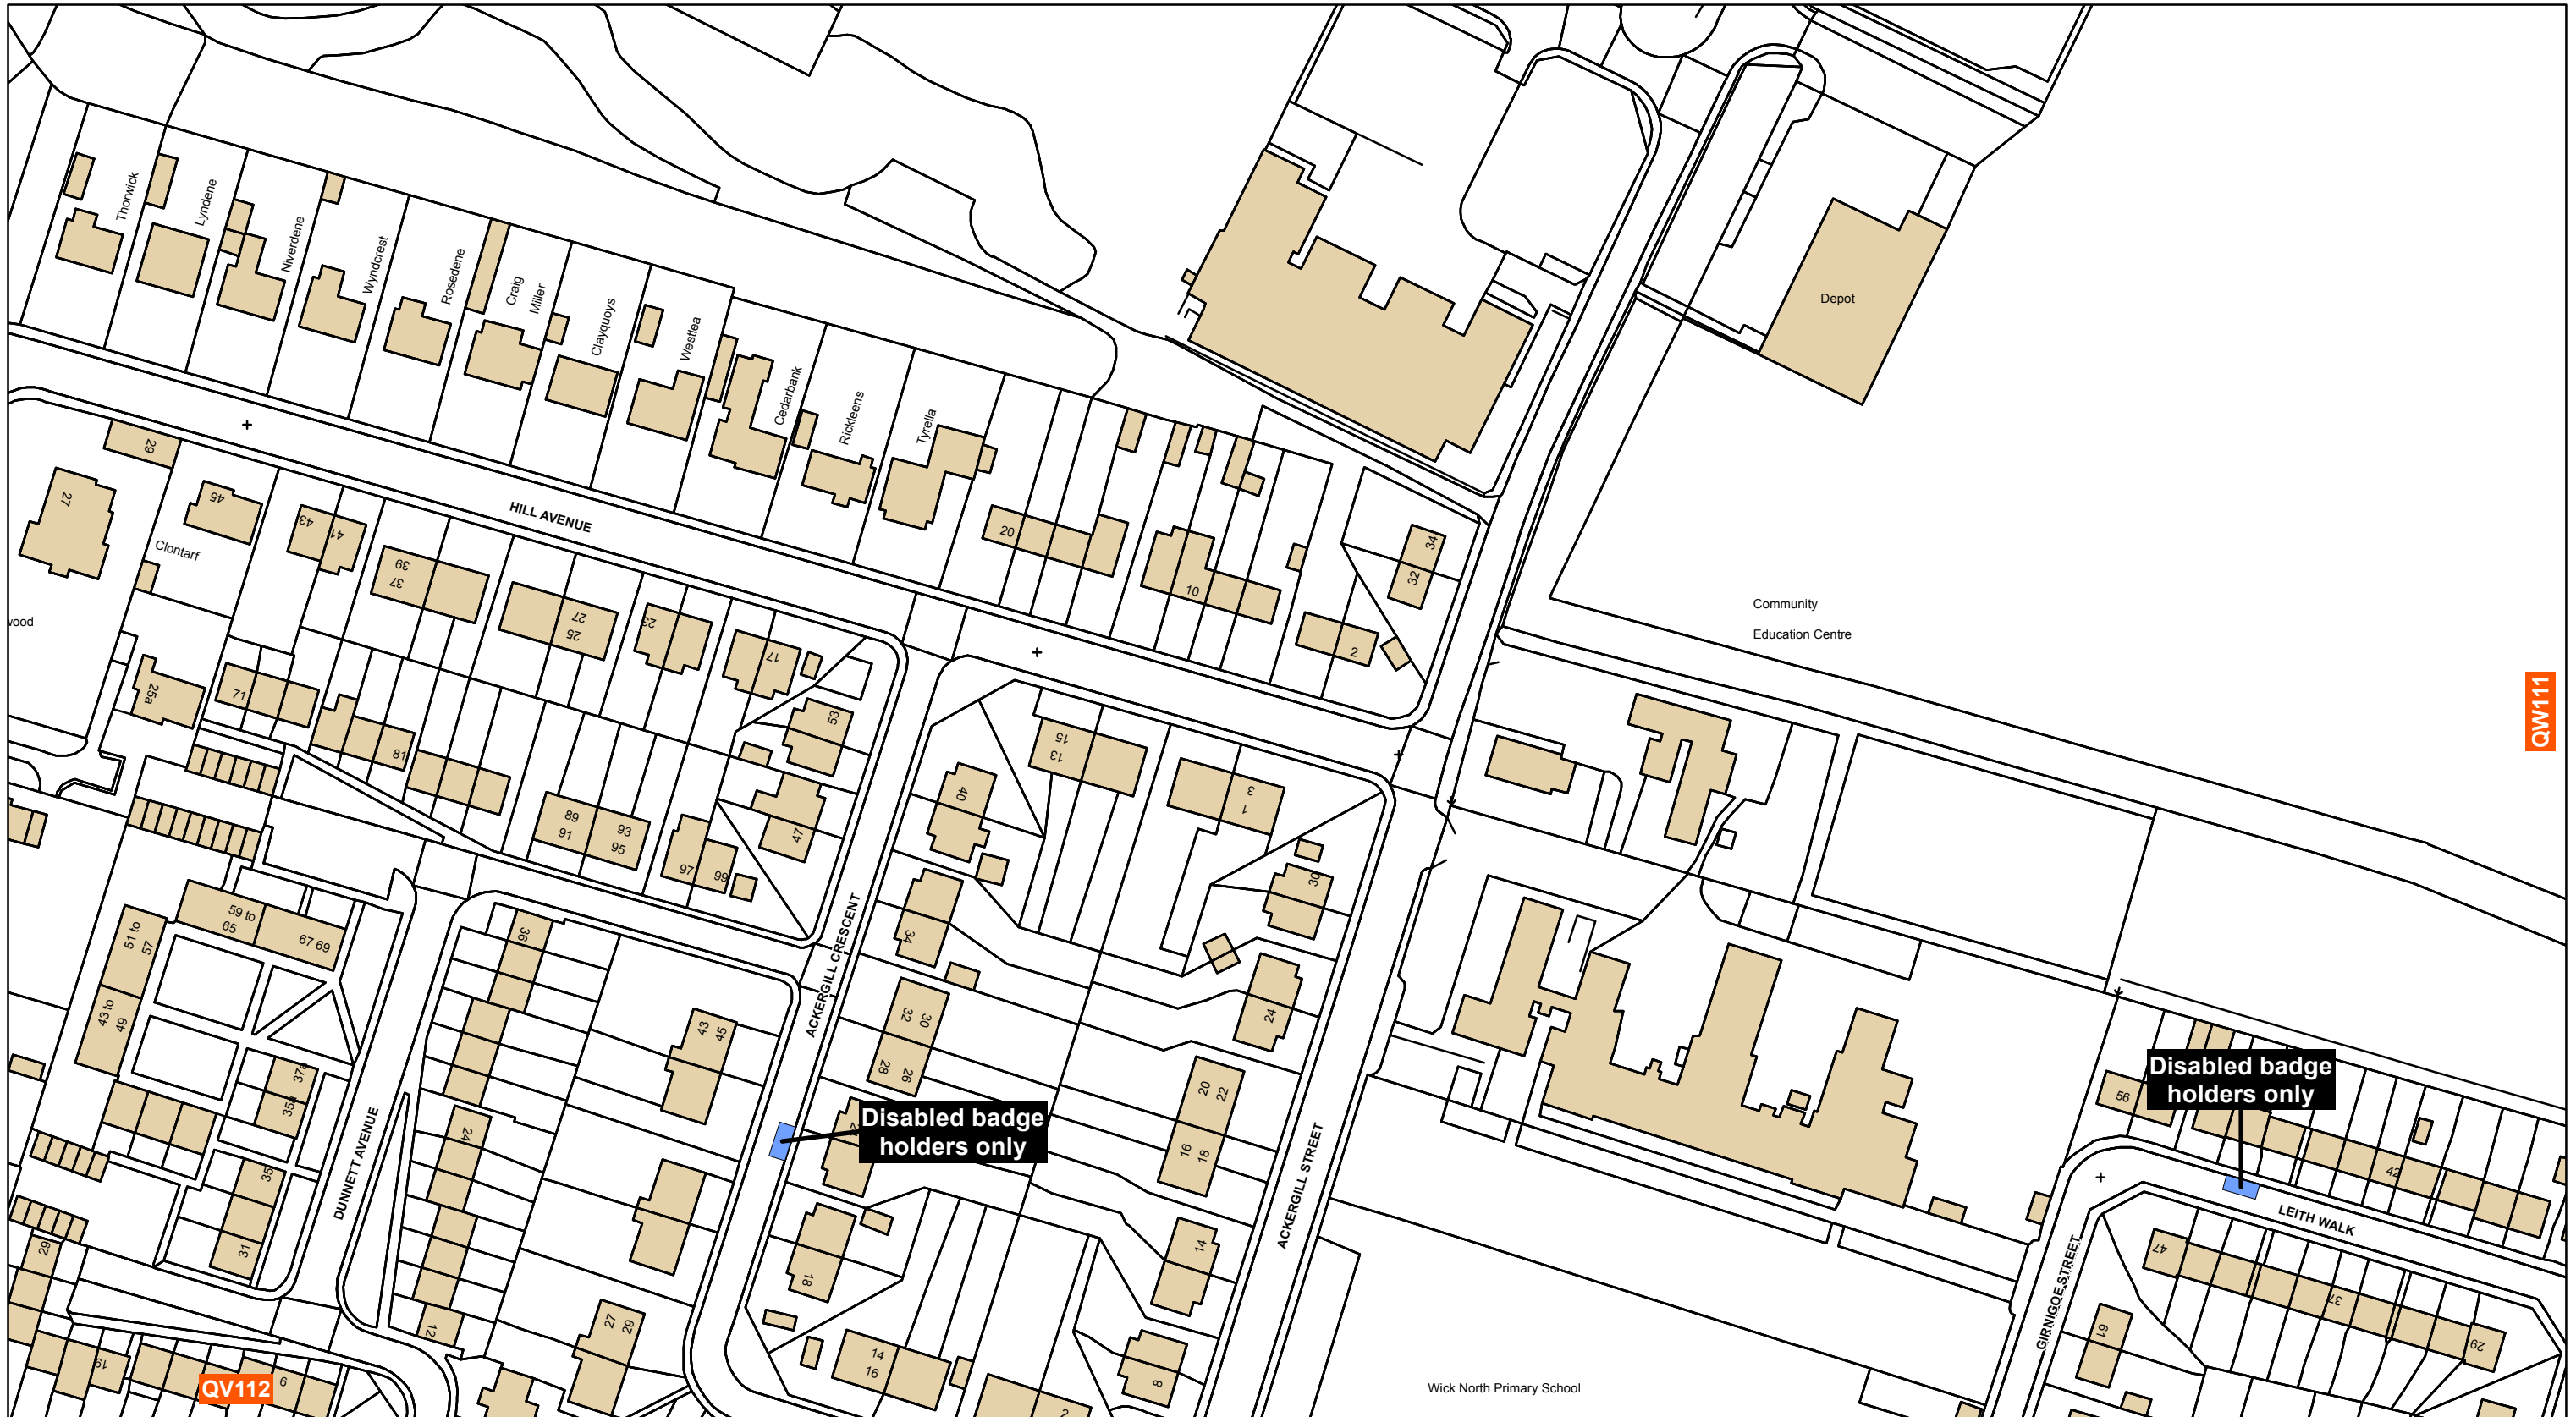 Thorwick
Lyndene
Niverdene
Wyndcrest
Rosedene
Craig
Miller
Clayquoys
Westlea
Cedarbank
Rickleens
Tyrella
Depot
29
27
45
Clontarf
43
41
39
37
HILL AVENUE
27
25
23
17
20
10
2
34
32
Community
Education Centre
QW111
wood
25a
71
81
53
47
89
91
93
95
97
99
15
13
3
1
40
34
30
24
ACKERGILL CRESCENT
59 to
65
67 69
51 to
57
43 to
49
37a
35a
35
31
36
24
12
43
45
32
30
28
26
20
22
16
18
Disabled badge
holders only
Disabled badge
holders only
DUNNETT AVENUE
ACKERGILL STREET
56
42
LEITH WALK
GIRNIGOE STREET
47
37
29
61
29
19
9
QV112
27
29
18
14
16
14
8
2
Wick North Primary School